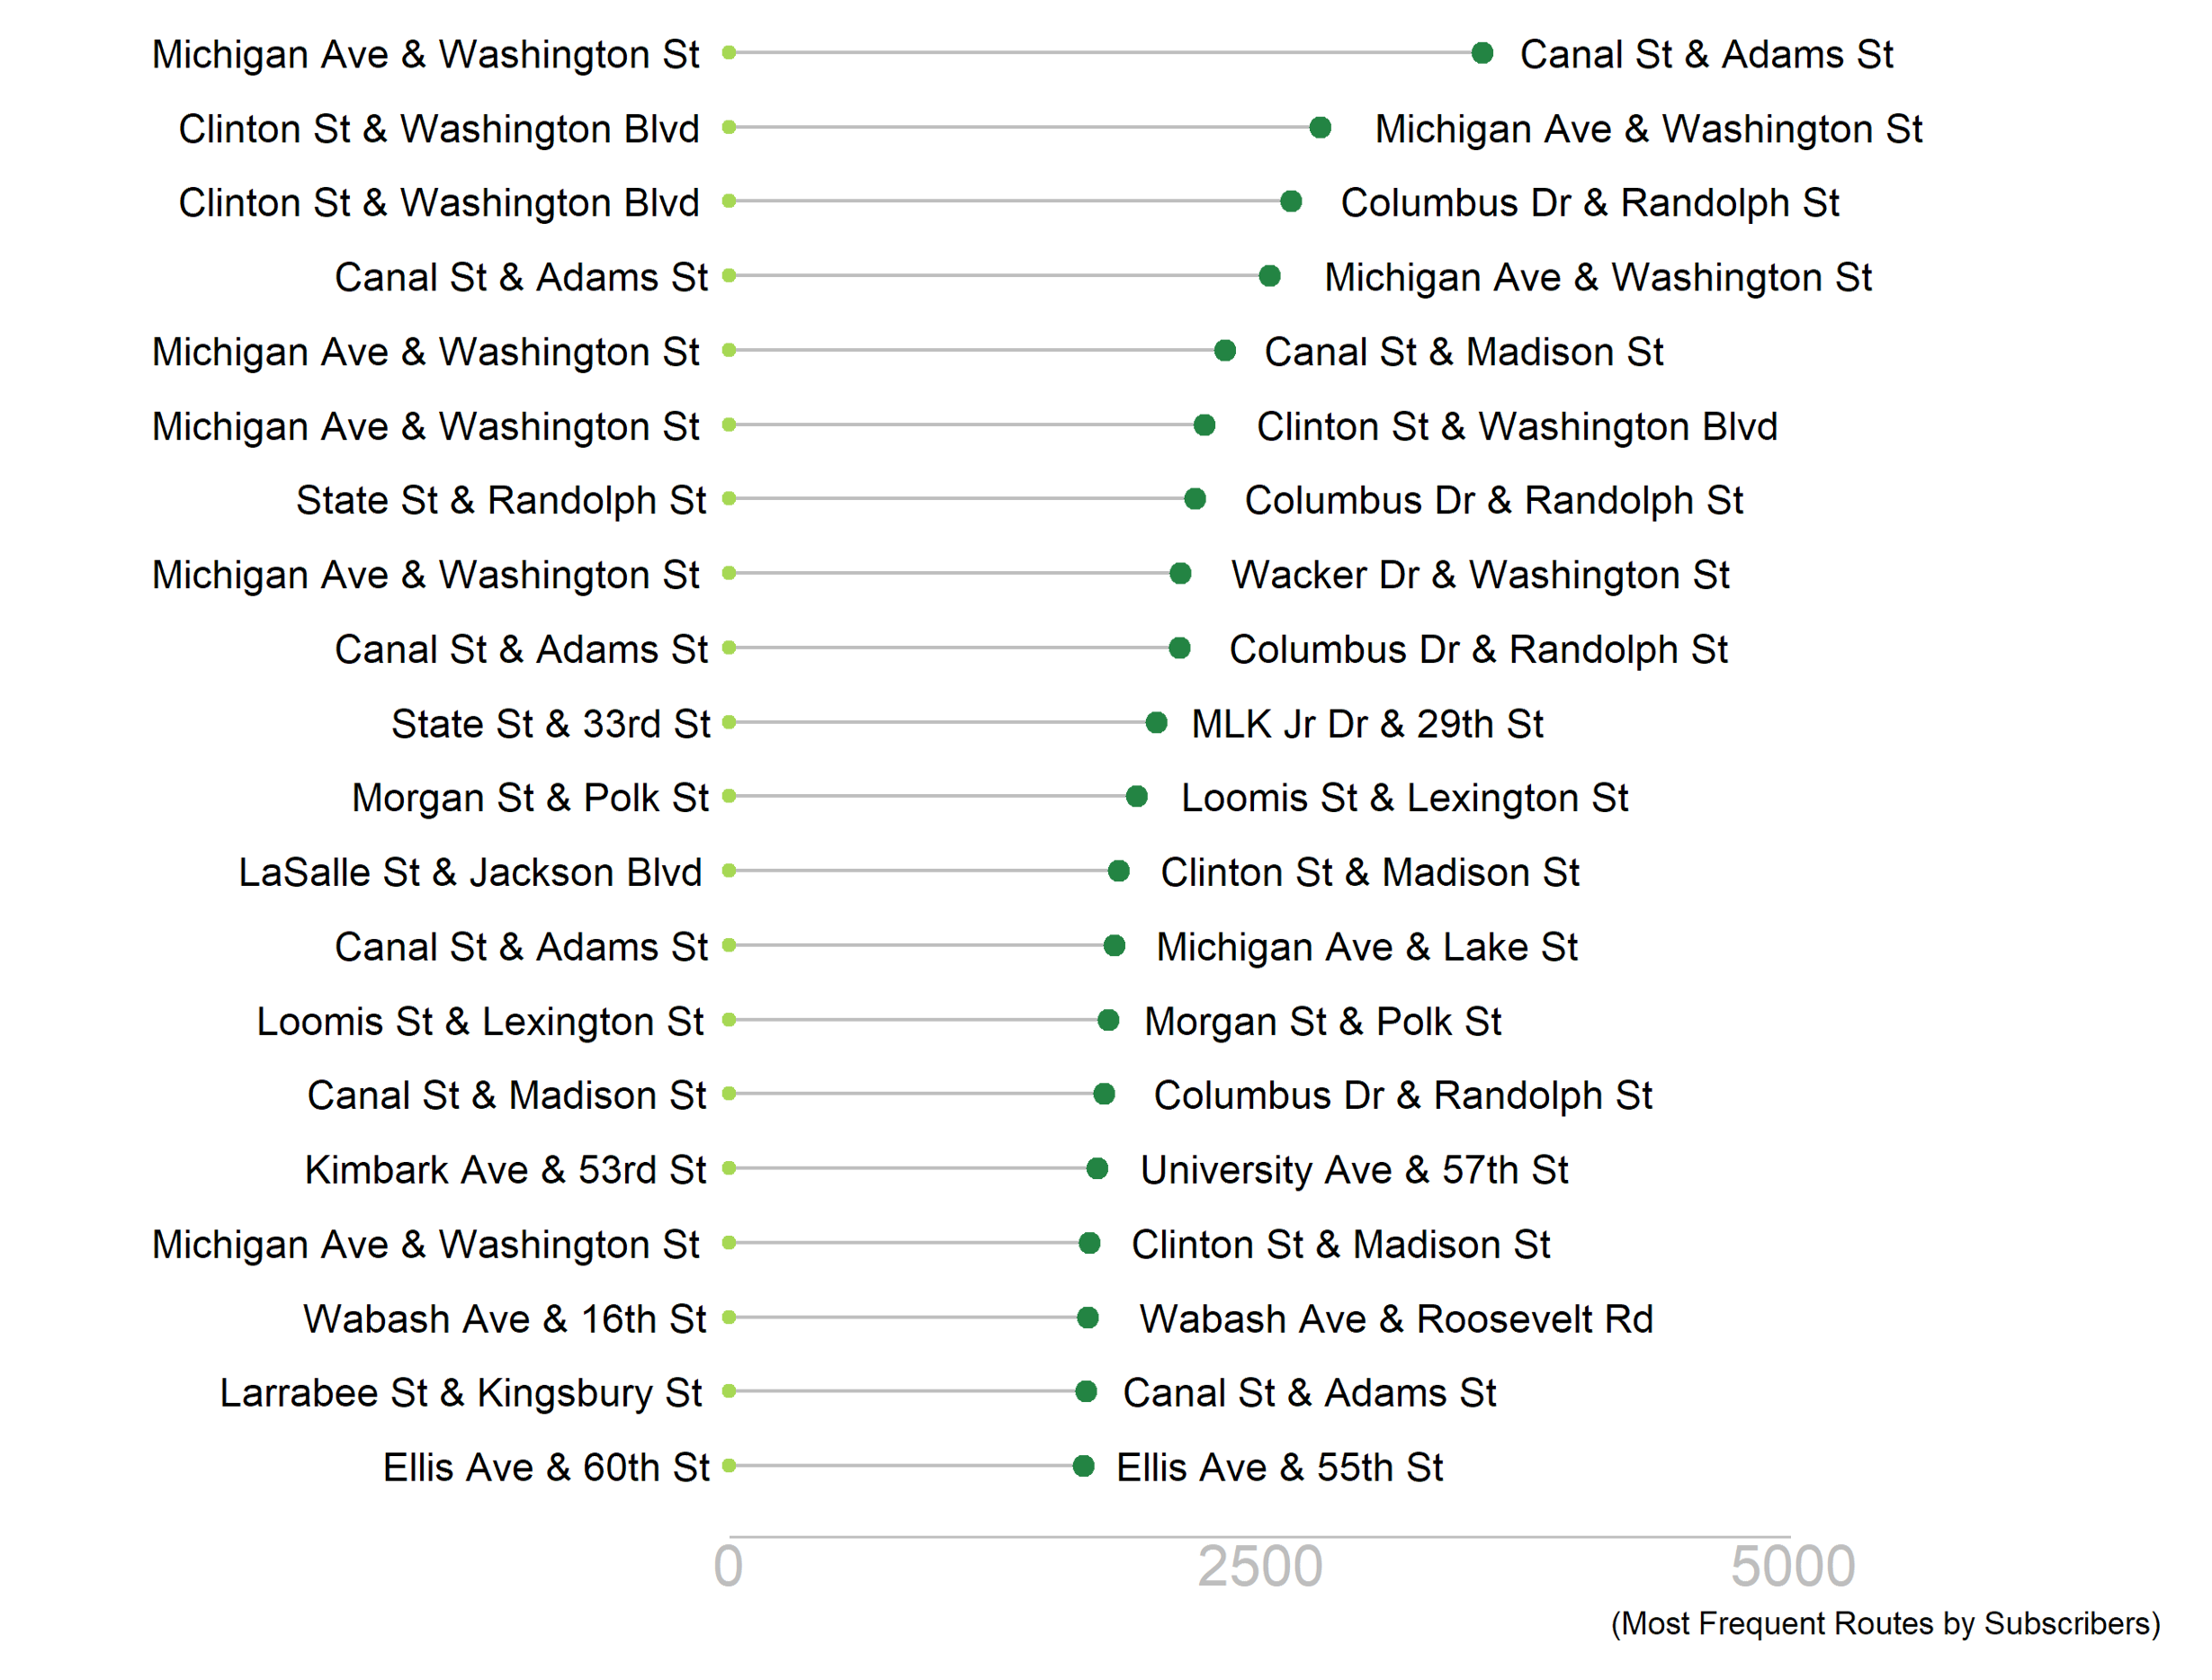 Michigan Ave & Washington St Canal St & Adams St
Clinton St & Washington Blvd Michigan Ave & Washington St
Clinton St & Washington Blvd Columbus Dr & Randolph St
Canal St & Adams St Michigan Ave & Washington St
Michigan Ave & Washington St Canal St & Madison St
Michigan Ave & Washington St Clinton St & Washington Blvd
State St & Randolph St Columbus Dr & Randolph St
Michigan Ave & Washington St Wacker Dr & Washington St
Canal St & Adams St Columbus Dr & Randolph St
State St & 33rd St MLK Jr Dr & 29th St
Morgan St & Polk St Loomis St & Lexington St
LaSalle St & Jackson Blvd Clinton St & Madison St
Canal St & Adams St Michigan Ave & Lake St
Loomis St & Lexington St Morgan St & Polk St
Canal St & Madison St Columbus Dr & Randolph St
Kimbark Ave & 53rd St University Ave & 57th St
Michigan Ave & Washington St Clinton St & Madison St
Wabash Ave & 16th St Wabash Ave & Roosevelt Rd
Larrabee St & Kingsbury St Canal St & Adams St
Ellis Ave & 60th St Ellis Ave & 55th St
0 2500 5000
(Most Frequent Routes by Subscribers)